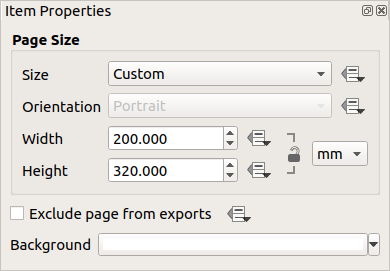 Item Properties
Page Size
Size Custom
Orientation Portrait
Width 200.000
Height 320.000
mm
Exclude page from exports
Background